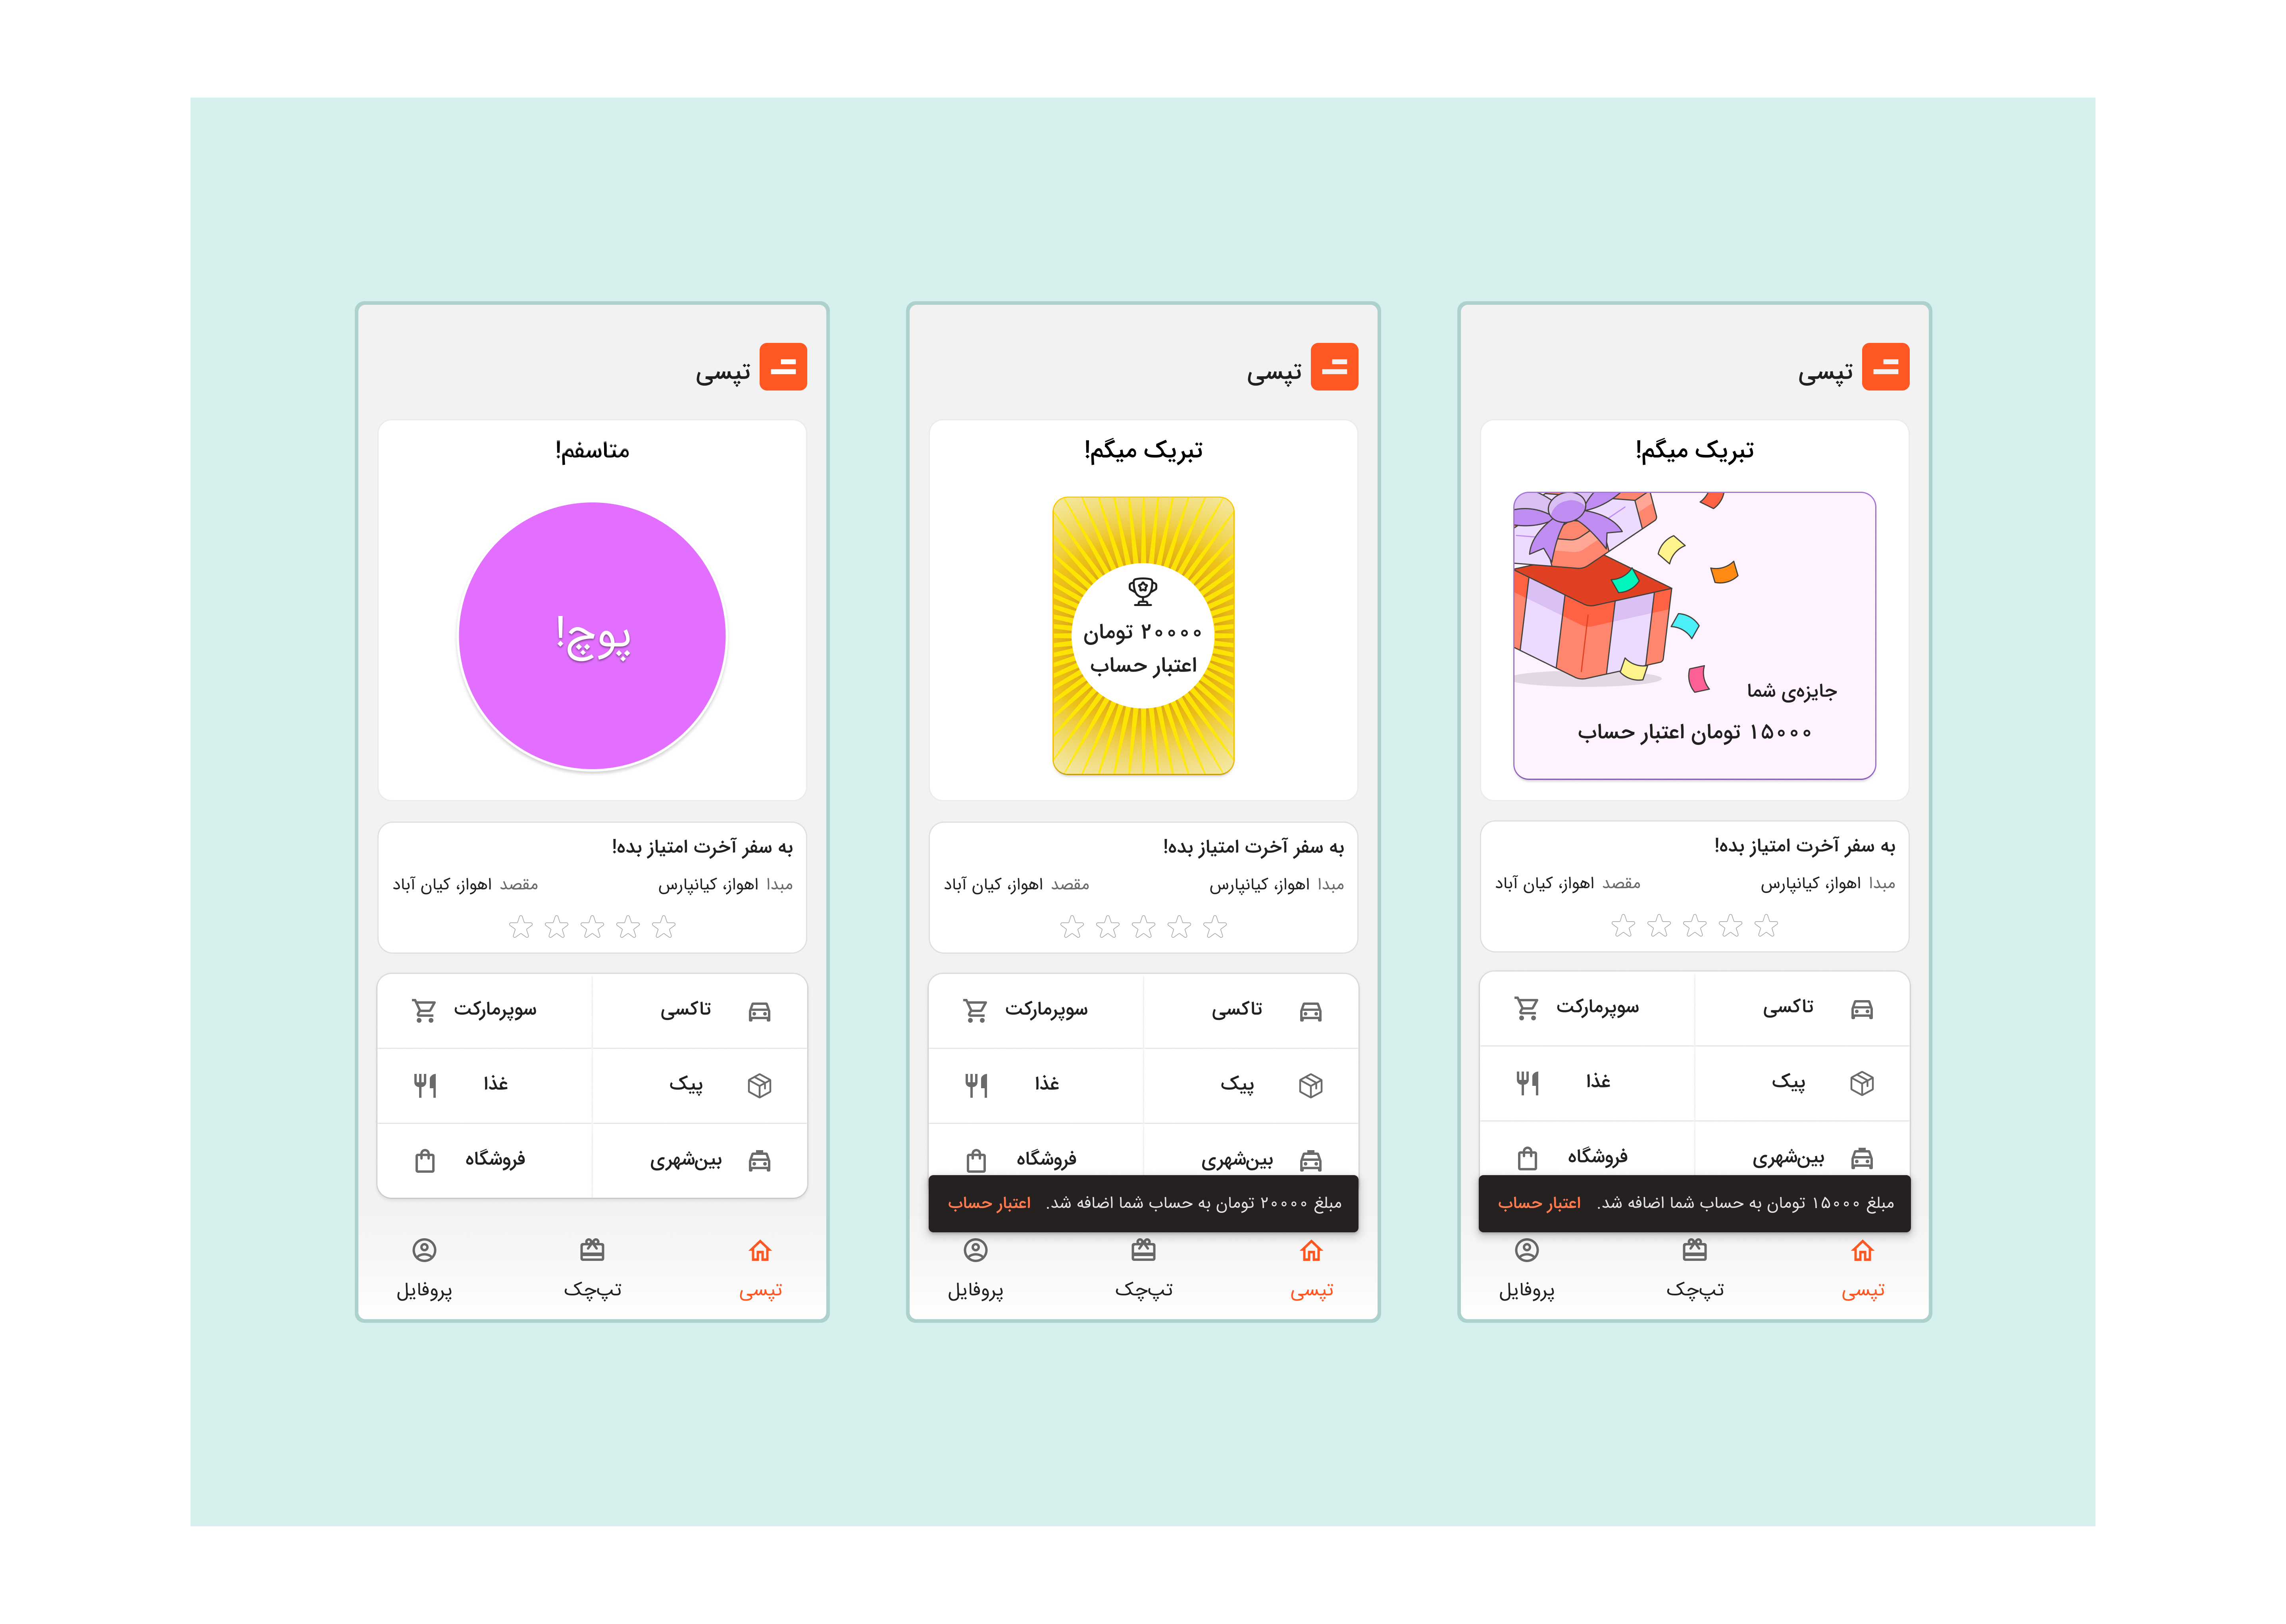 تپسی
تبریک میگم!
جایزه‌ی شما
۱۵۰۰۰ تومان اعتبار حساب
به سفر آخرت امتیاز بده!
مبدا اهواز، کیانپارس مقصد اهواز، کیان آباد
تاکسی سوپرمارکت
پیک غذا
بین‌شهری فروشگاه
مبلغ ۱۵۰۰۰ تومان به حساب شما اضافه شد. اعتبار حساب
تپسی تپ‌چک پروفایل
تپسی
تبریک میگم!
۲۰۰۰۰ تومان
اعتبار حساب
به سفر آخرت امتیاز بده!
مبدا اهواز، کیانپارس مقصد اهواز، کیان آباد
تاکسی سوپرمارکت
پیک غذا
بین‌شهری فروشگاه
مبلغ ۲۰۰۰۰ تومان به حساب شما اضافه شد. اعتبار حساب
تپسی تپ‌چک پروفایل
تپسی
متاسفم!
پوچ!
به سفر آخرت امتیاز بده!
مبدا اهواز، کیانپارس مقصد اهواز، کیان آباد
تاکسی سوپرمارکت
پیک غذا
بین‌شهری فروشگاه
تپسی تپ‌چک پروفایل